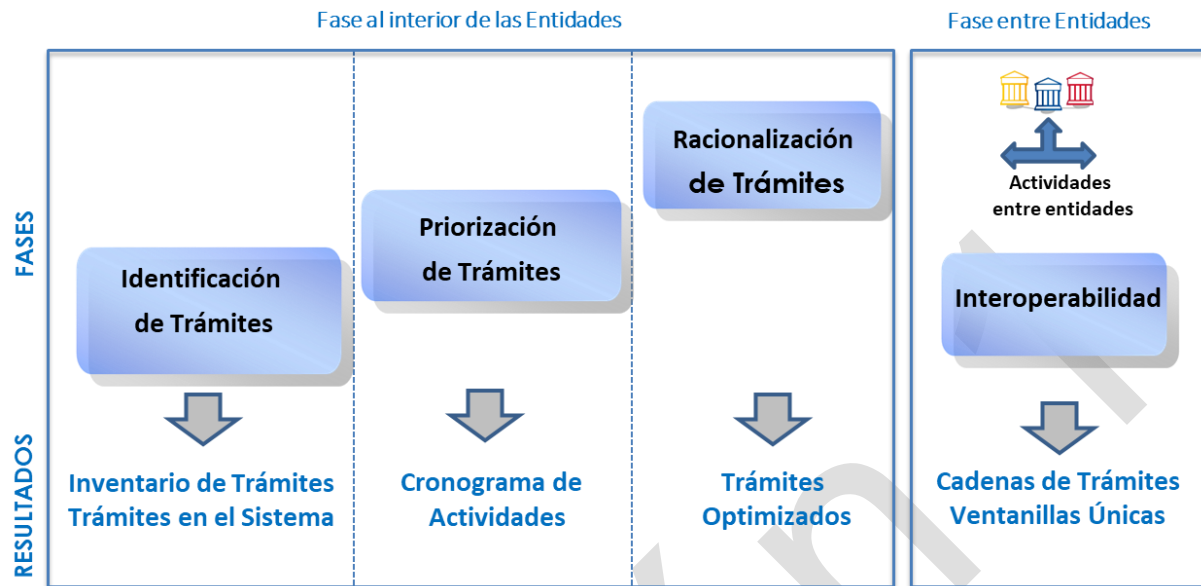 Fase al interior de las Entidades
Fase entre Entidades
FASES
Identificación
de Trámites
Priorización
de Trámites
Racionalización
de Trámites
Actividades
entre entidades
Interoperabilidad
RESULTADOS
Inventario de Trámites
Trámites en el Sistema
Cronograma de
Actividades
Trámites
Optimizados
Cadenas de Trámites
Ventanillas Únicas